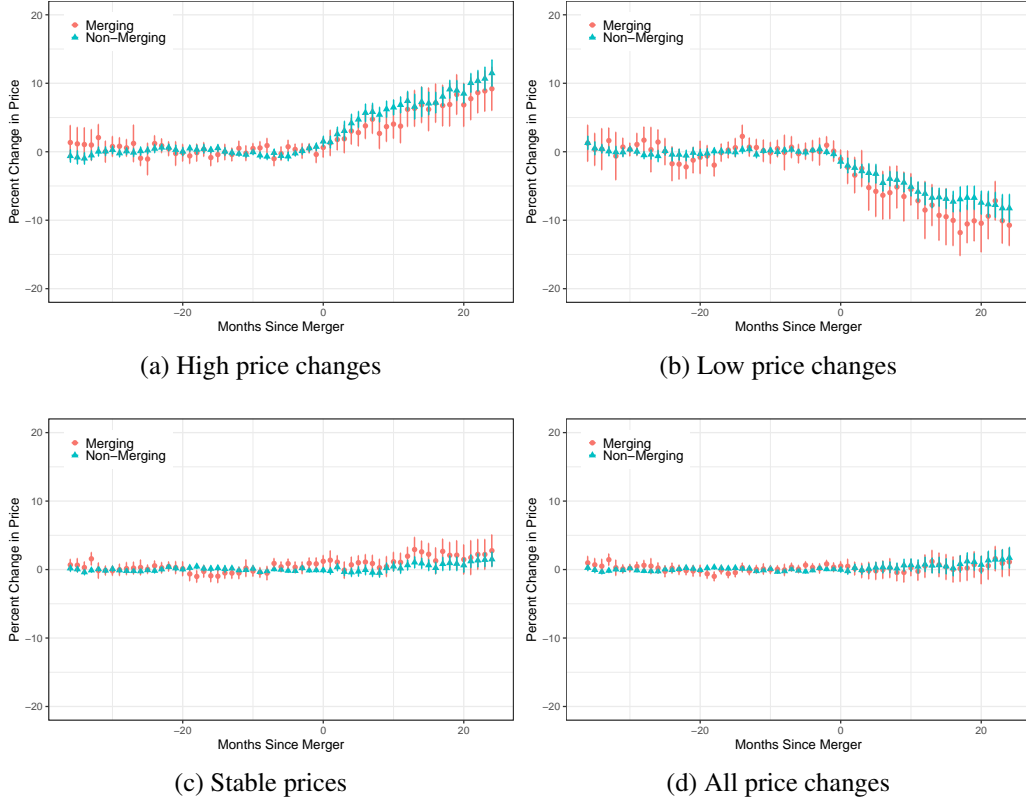 Merging
Non−Merging
Percent Change in Price
20
10
0
−10
−20
−20
0
20
Months Since Merger
(a) High price changes
Merging
Non−Merging
Percent Change in Price
20
10
0
−10
−20
−20
0
20
Months Since Merger
(b) Low price changes
Merging
Non−Merging
Percent Change in Price
20
10
0
−10
−20
−20
0
20
Months Since Merger
(c) Stable prices
Merging
Non−Merging
Percent Change in Price
20
10
0
−10
−20
−20
0
20
Months Since Merger
(d) All price changes